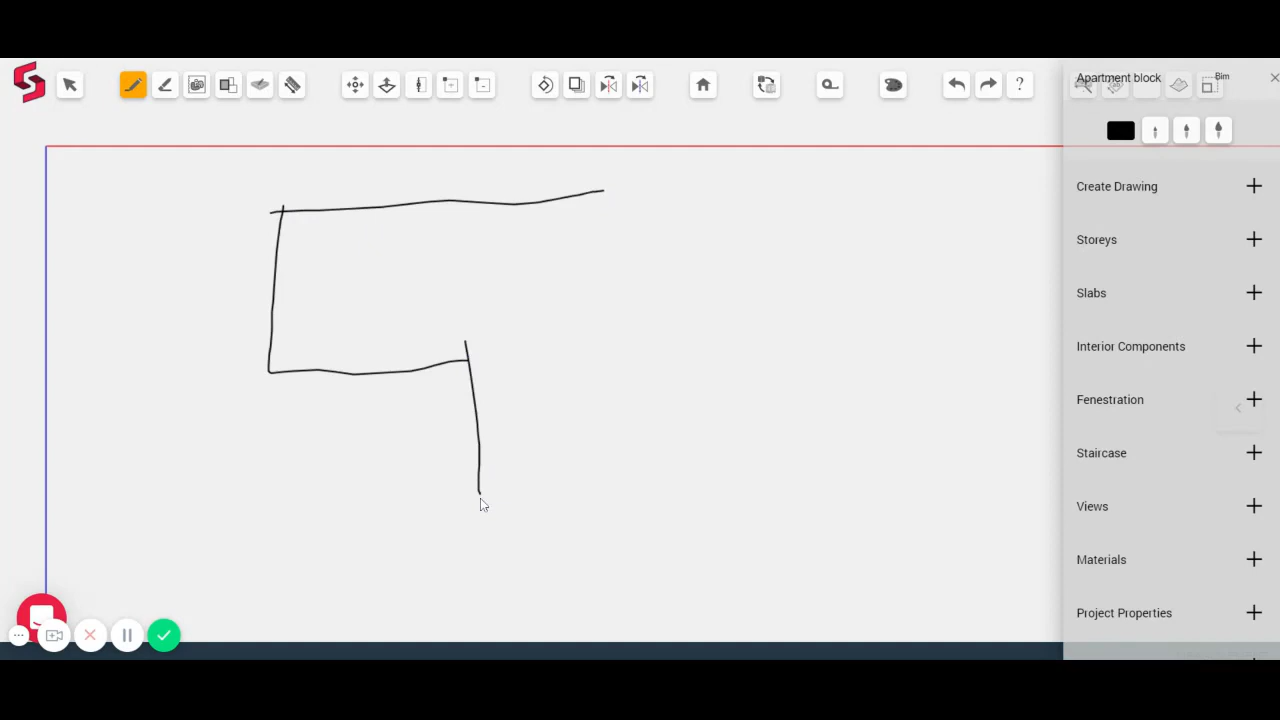 Apartment block
Bim
?
Create Drawing
Storeys
Slabs
Interior Components
Fenestration
Staircase
Views
Materials
Project Properties